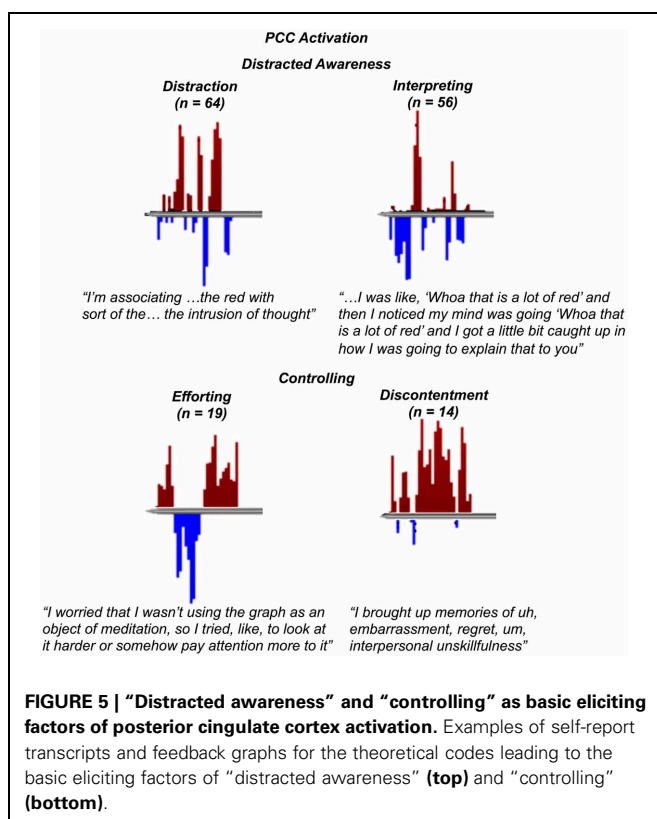 PCC Activation
Distracted Awareness
Distraction
(n = 64)
Interpreting
(n = 56)
“I’m associating …the red with
sort of the… the intrusion of thought”
“…I was like, ‘Whoa that is a lot of red’ and
then I noticed my mind was going ‘Whoa that
is a lot of red’ and I got a little bit caught up in
how I was going to explain that to you”
Controlling
Efforting
(n = 19)
Discontentment
(n = 14)
“I worried that I wasn’t using the graph as an
object of meditation, so I tried, like, to look at
it harder or somehow pay attention more to it”
“I brought up memories of uh,
embarrassment, regret, um,
interpersonal unskillfulness”
FIGURE 5 | “Distracted awareness” and “controlling” as basic eliciting
factors of posterior cingulate cortex activation. Examples of self-report
transcripts and feedback graphs for the theoretical codes leading to the
basic eliciting factors of “distracted awareness” (top) and “controlling”
(bottom).